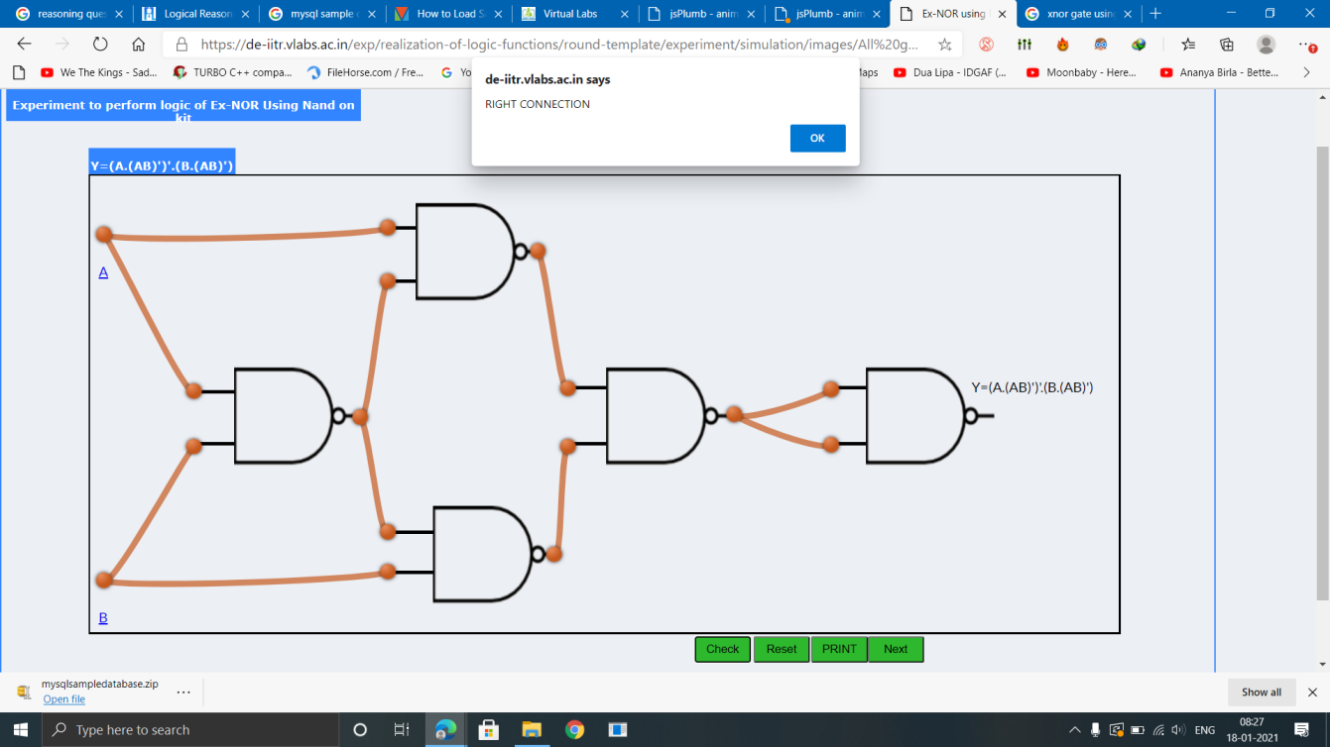 reasoning que
Logical Reason
mysql sample
How to Load S
Virtual Labs
jsPlumb - anim
jsPlumb - anim
Ex-NOR using
xnor gate usin
https://de-iitr.vlabs.ac.in/exp/realization-of-logic-functions/round-template/experiment/simulation/images/All%20g...
We The Kings - Sad...
TURBO C++ compa...
FileHorse.com / Fre...
Yo
laps
Dua Lipa - IDGAF (...
Moonbaby - Here...
Ananya Birla - Bette...
de-iitr.vlabs.ac.in says
RIGHT CONNECTION
OK
Experiment to perform logic of Ex-NOR Using Nand on
kit
Y=(A.(AB)')'.(B.(AB)')
A
Y=(A.(AB)')'.(B.(AB)')
B
Check Reset PRINT Next
mysqlsampledatabase.zip
Open file
Show all
Type here to search
ENG
08:27
18-01-2021